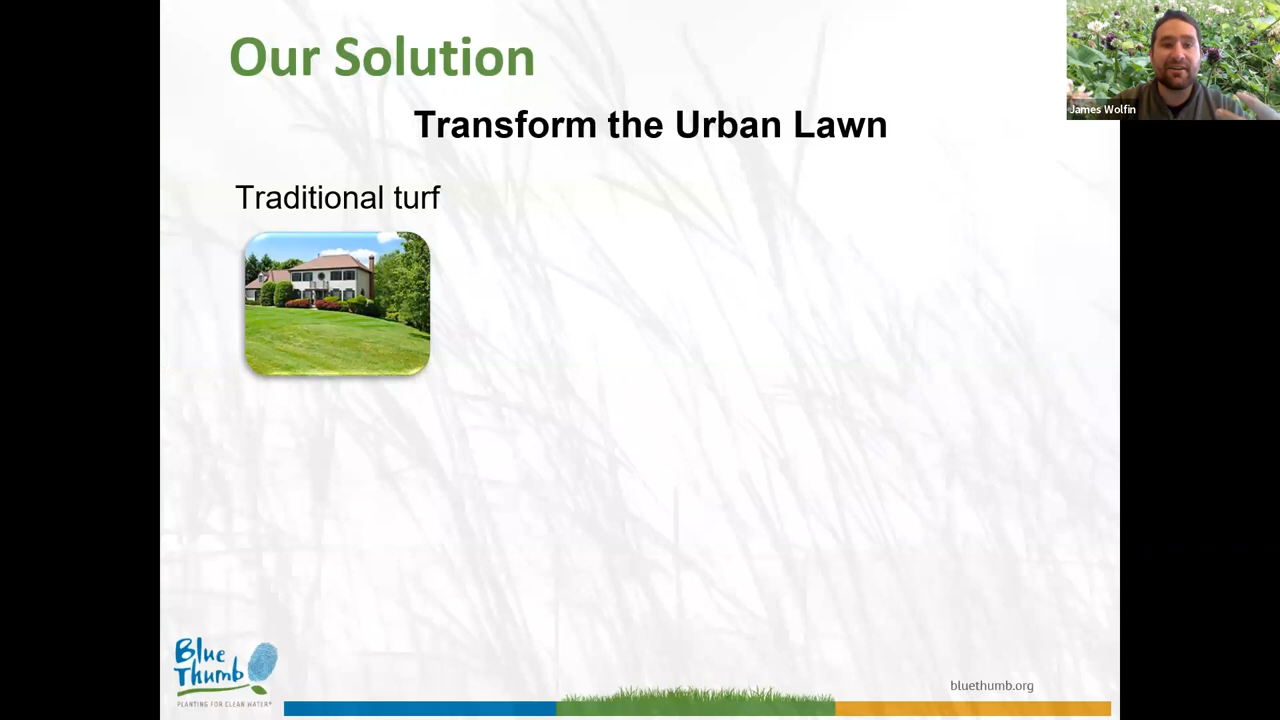 Our Solution
James Wolfin
Transform the Urban Lawn
Traditional turf
Blue
Thumb
PLANTING FOR CLEAN WATER®
bluethumb.org